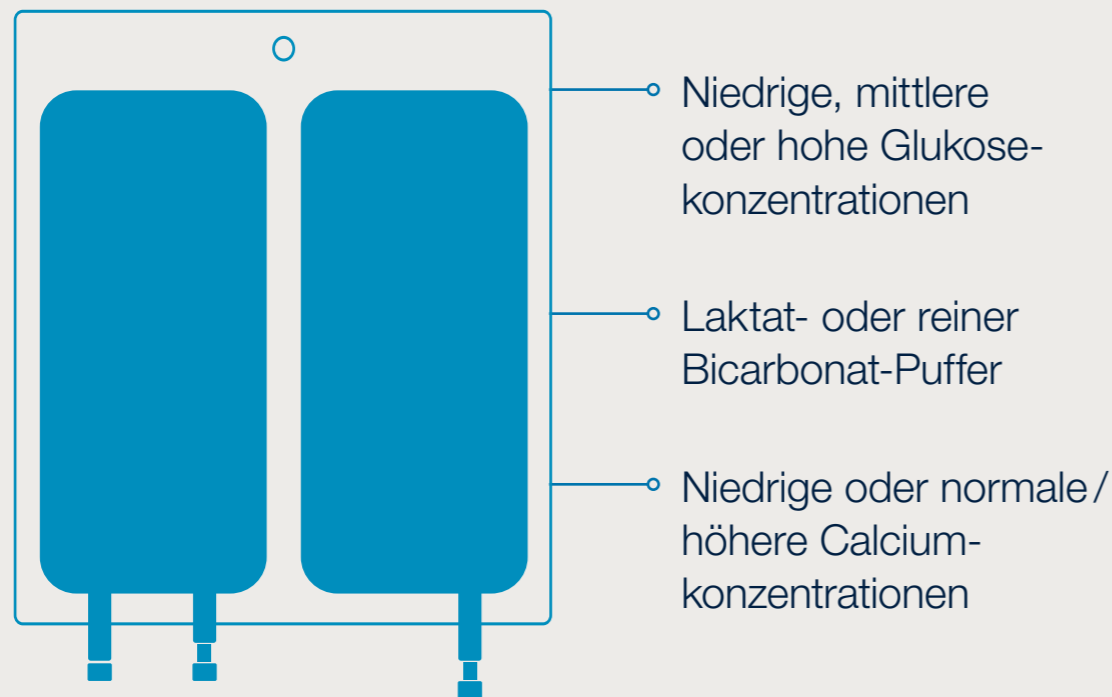 Niedrige, mittlere
oder hohe Glukose-
konzentrationen
Laktat- oder reiner
Bicarbonat-Puffer
Niedrige oder normale /
höhere Calcium-
konzentrationen